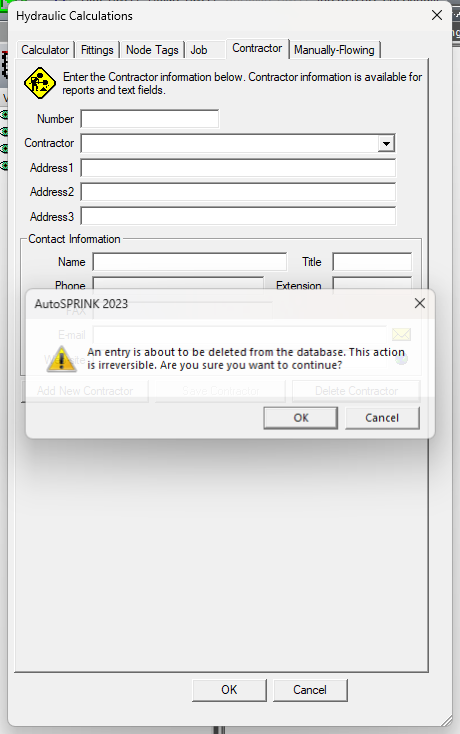 Hydraulic Calculations
Calculator
Fittings
Node Tags
Job
Contractor
Manually-Flowing
Enter the Contractor information below. Contractor information is available for
reports and text fields.
Number
Contractor
Address1
Address2
Address3
Contact Information
Name
Title
Phone
Extension
AutoSPRINK 2023
FAX
E-mail
An entry is about to be deleted from the database. This action
is irreversible. Are you sure you want to continue?
Add New Contractor
Save Contractor
Delete Contractor
OK
Cancel
OK
Cancel